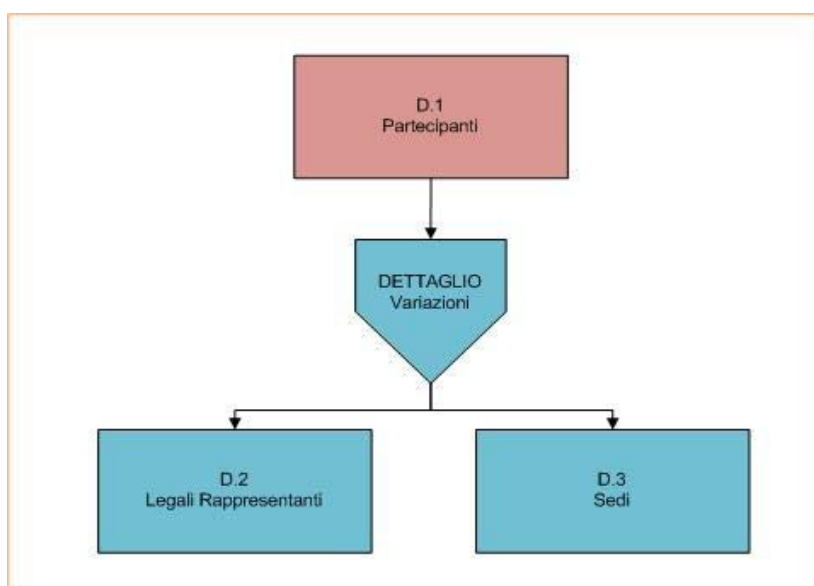 D.1
Partecipanti
DETTAGLIO
Variazioni
D.2
Legali Rappresentanti
D.3
Sedi